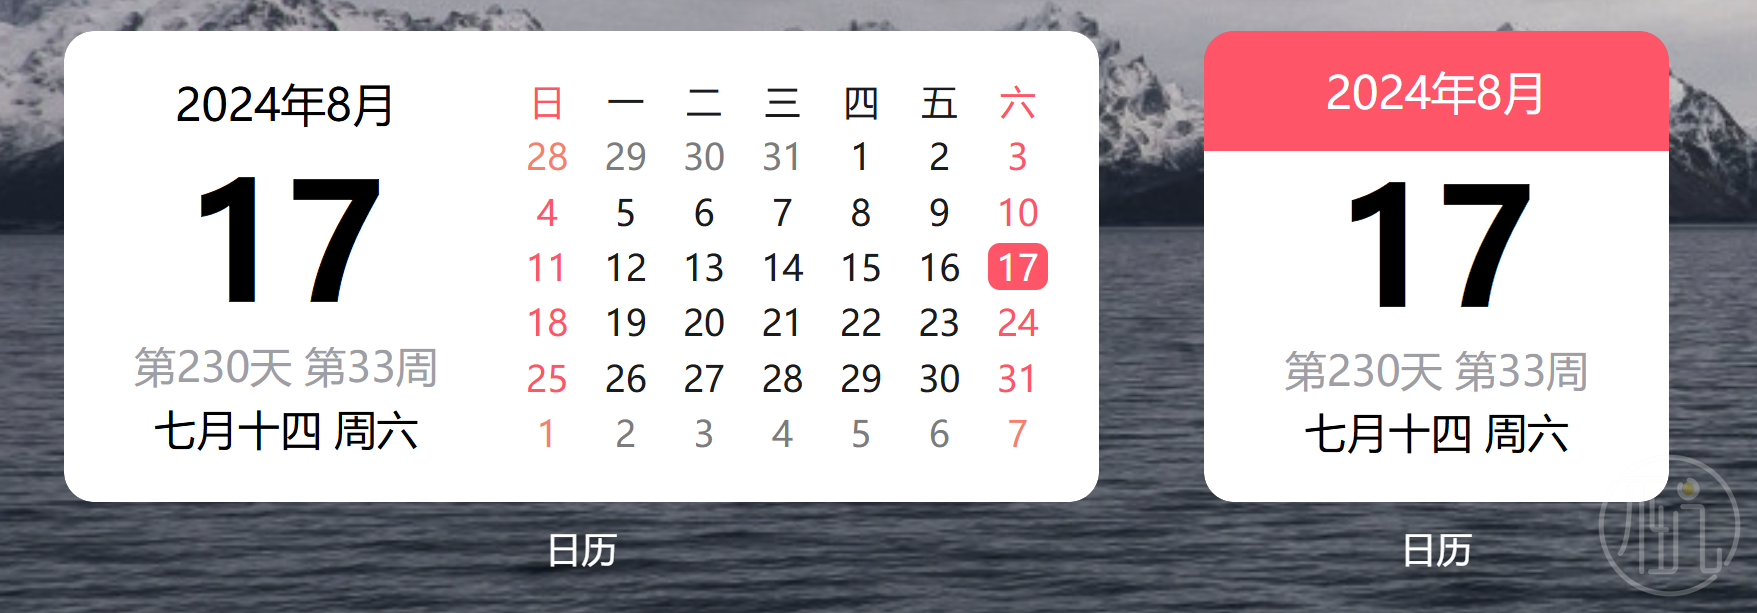 2024年8月
17
第230天 第33周
七月十四 周六
日 一 二 三 四 五 六
28 29 30 31 1 2 3
4 5 6 7 8 9 10
11 12 13 14 15 16 17
18 19 20 21 22 23 24
25 26 27 28 29 30 31
1 2 3 4 5 6 7
日历
2024年8月
17
第230天 第33周
七月十四 周六
日历